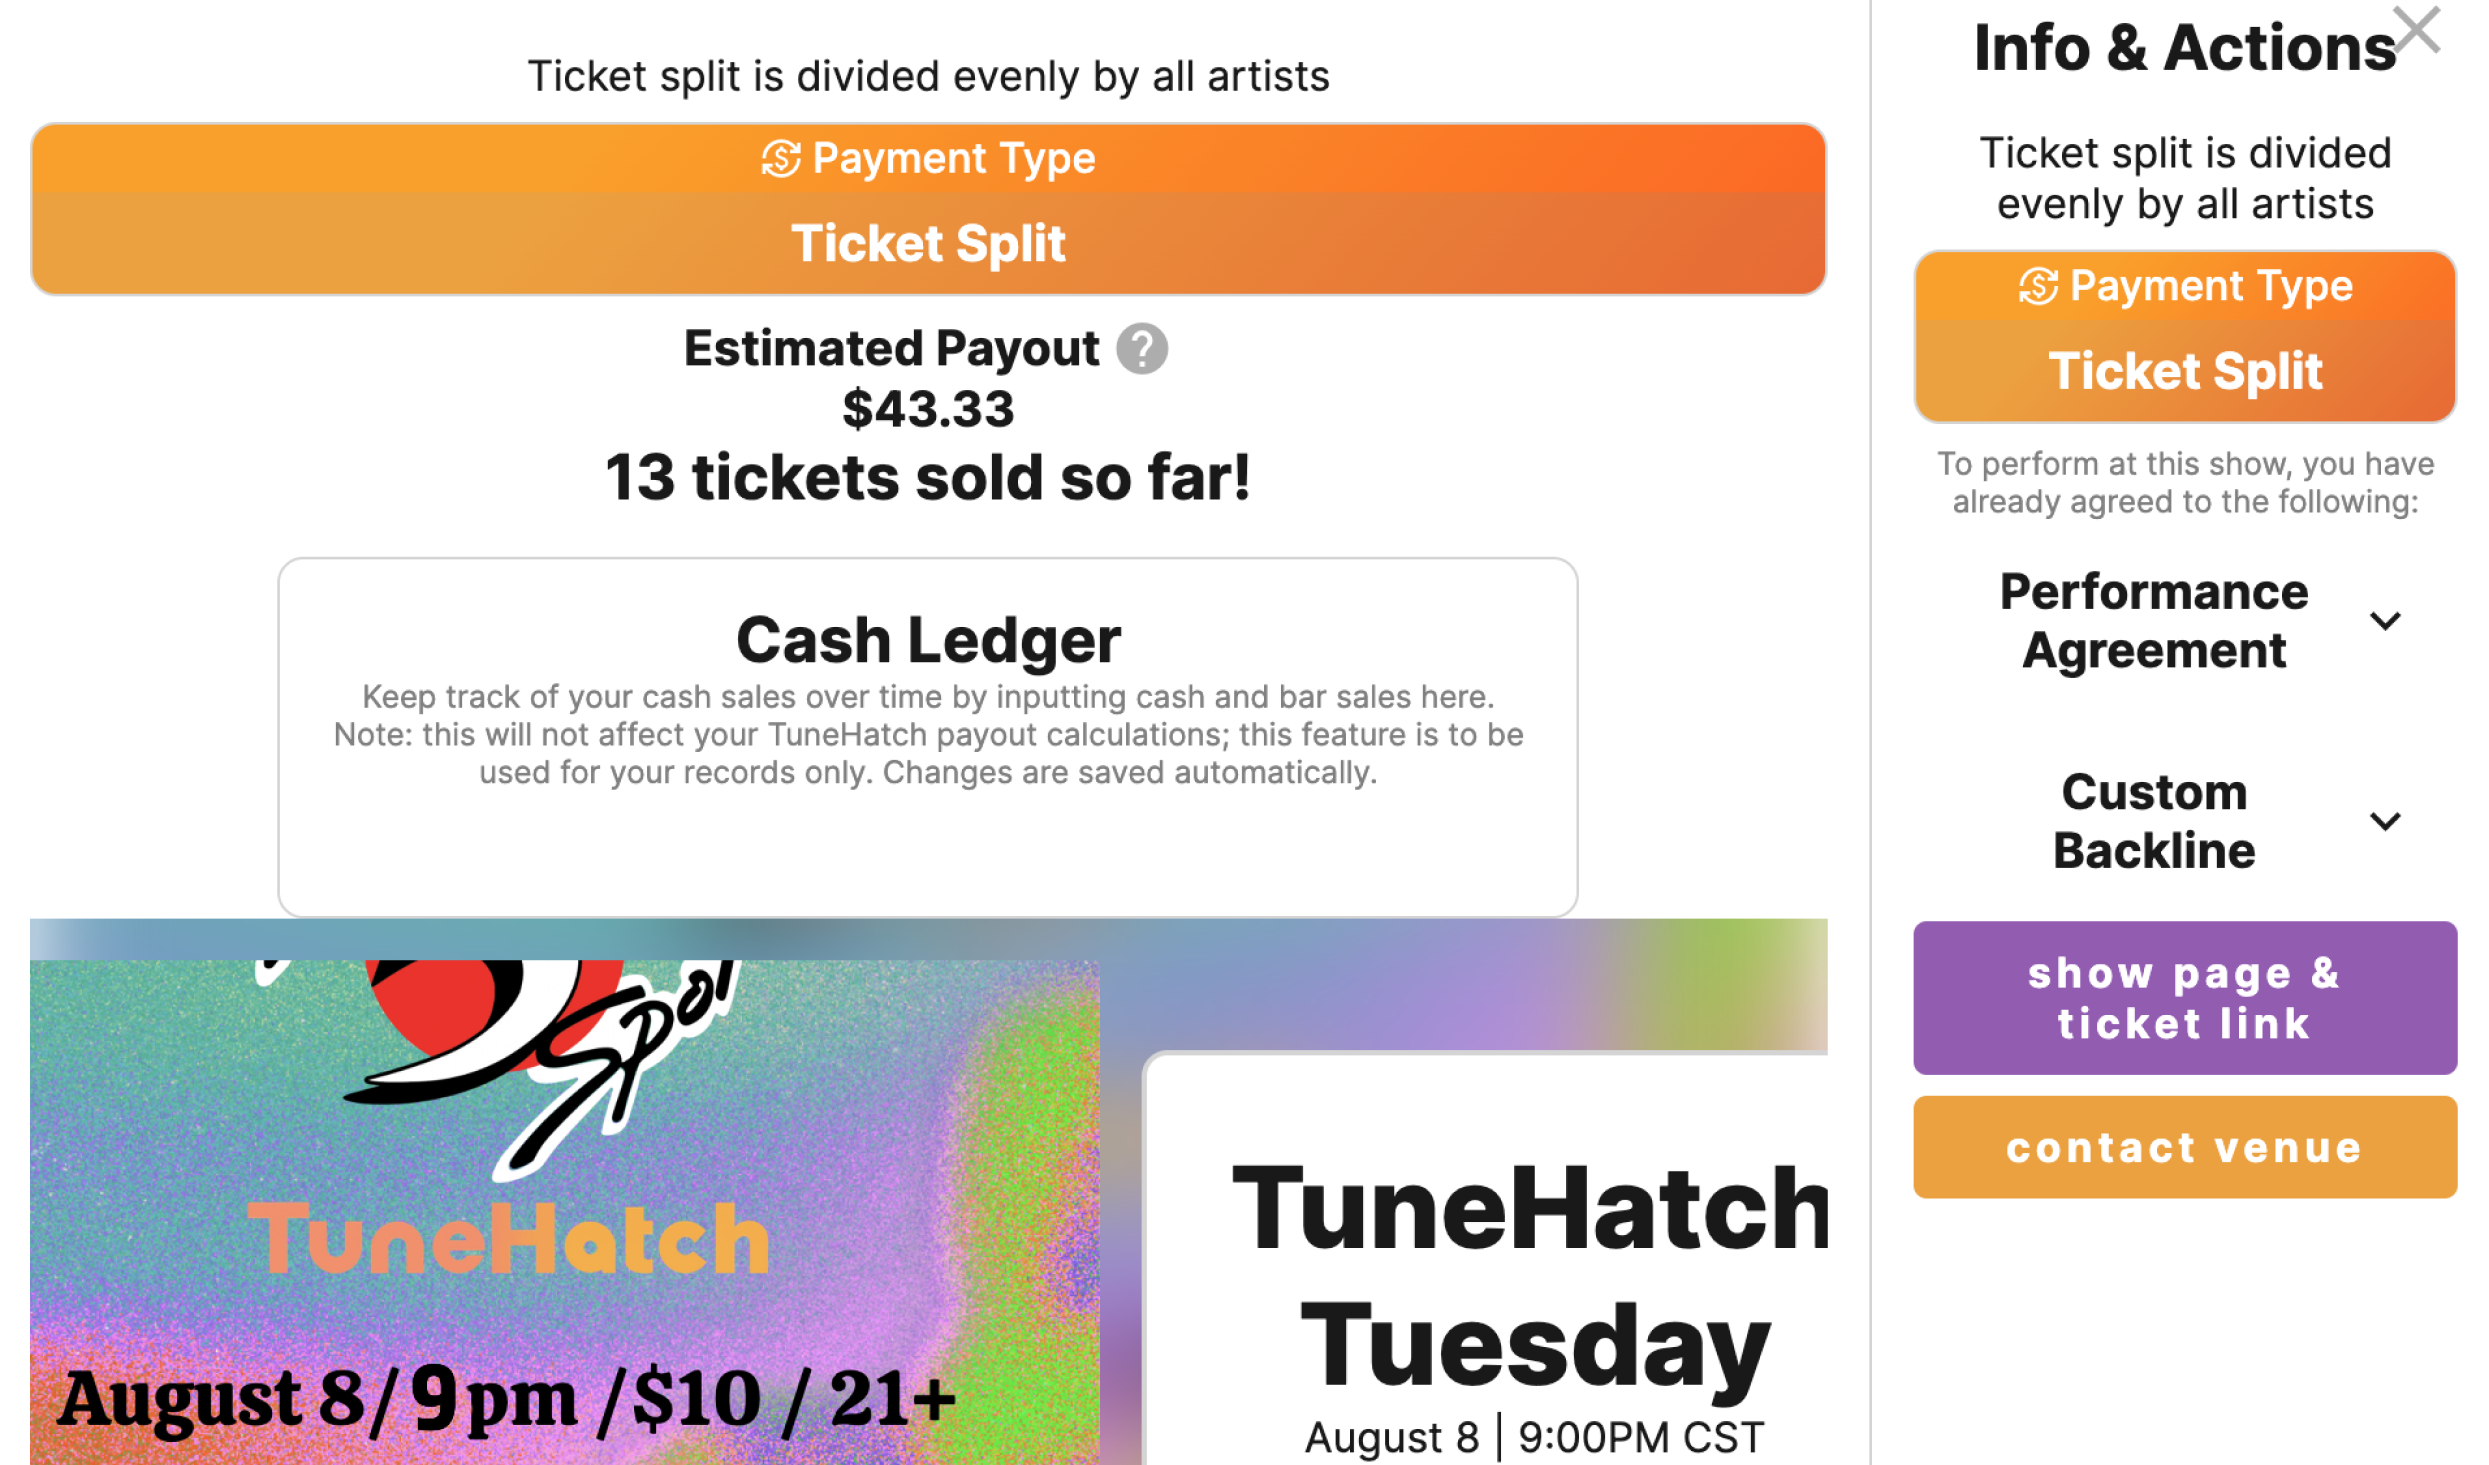 Ticket split is divided evenly by all artists
Payment Type
Ticket Split
Estimated Payout ?
$43.33
13 tickets sold so far!
Cash Ledger
Keep track of your cash sales over time by inputting cash and bar sales here.
Note: this will not affect your TuneHatch payout calculations; this feature is to be
used for your records only. Changes are saved automatically.
Spot
TuneHatch
August 8/9pm /$10 / 21+
TuneHatch
Tuesday
August 8 | 9:00PM CST
Info & Actions
Ticket split is divided
evenly by all artists
Payment Type
Ticket Split
To perform at this show, you have
already agreed to the following:
Performance
Agreement
Custom
Backline
show page &
ticket link
contact venue